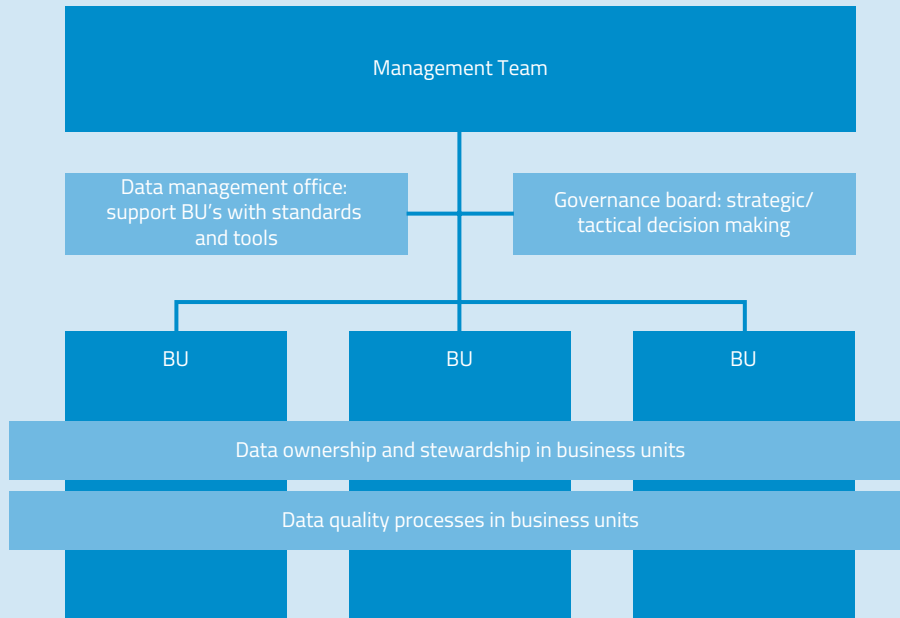 Management Team
Data management office:
support BU's with standards
and tools
Governance board: strategic/
tactical decision making
BU
BU
BU
Data ownership and stewardship in business units
Data quality processes in business units